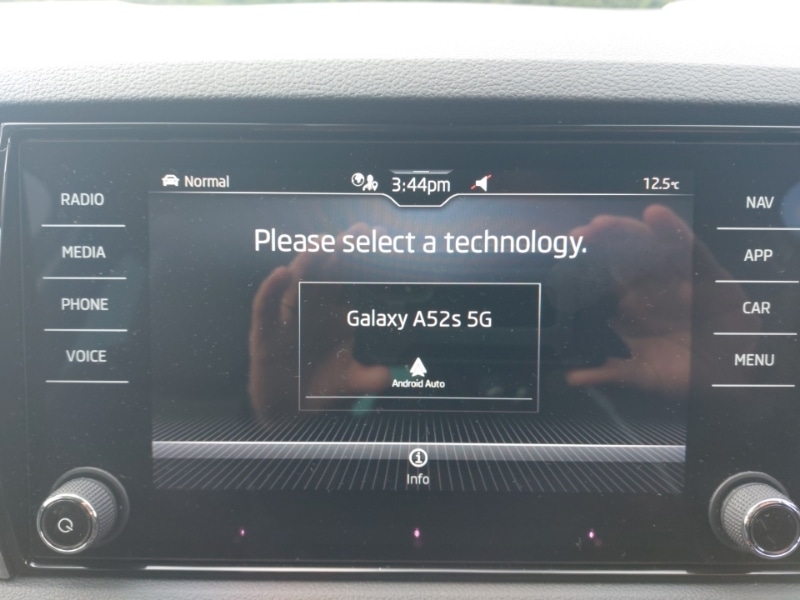 Normal 3:44pm 12.5°C
RADIO
MEDIA
PHONE
VOICE
Please select a technology.
Galaxy A52s 5G
Android Auto
Info
NAV
APP
CAR
MENU